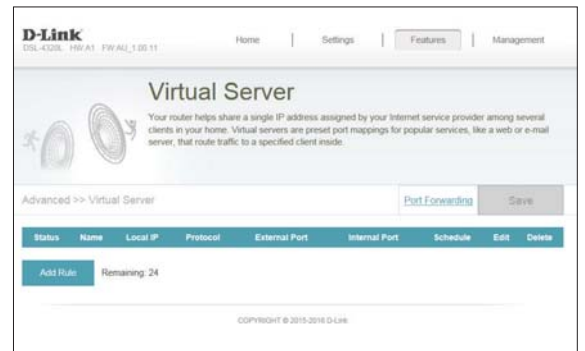 D-Link
DSL-4320L HW:A1 FW:AU_1.00.11
Home | Settings | Features | Management
Virtual Server
Your router helps share a single IP address assigned by your Internet service provider among several
clients in your home. Virtual servers are preset port mappings for popular services, like a web or e-mail
server, that route traffic to a specified client inside.
Advanced >> Virtual Server
Port Forwarding
Save
Status Name Local IP Protocol External Port Internal Port Schedule Edit Delete
Add Rule Remaining: 24
COPYRIGHT © 2015-2016 D-Link